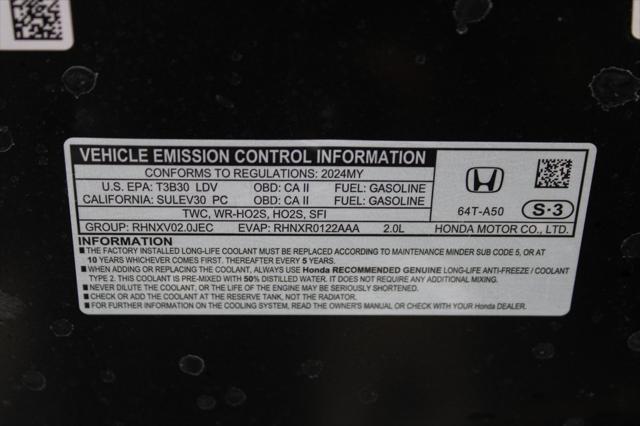 VEHICLE EMISSION CONTROL INFORMATION
CONFORMS TO REGULATIONS: 2024MY
U.S. EPA: T3B30 LDV OBD: CA II FUEL: GASOLINE
CALIFORNIA: SULEV30 PC OBD: CA II FUEL: GASOLINE
TWC, WR-HO2S, HO2S, SFI
GROUP: RHNXV02.0JEC EVAP: RHNXR0122AAA 2.0L
64T-A50 S·3
HONDA MOTOR CO., LTD.
INFORMATION
■ THE FACTORY INSTALLED LONG-LIFE COOLANT MUST BE REPLACED ACCORDING TO MAINTENANCE MINDER SUB CODE 5, OR AT
10 YEARS WHICHEVER COMES FIRST. THEREAFTER EVERY 5 YEARS.
■ WHEN ADDING OR REPLACING THE COOLANT, ALWAYS USE Honda RECOMMENDED GENUINE LONG-LIFE ANTI-FREEZE / COOLANT
TYPE 2. THIS COOLANT IS PRE-MIXED WITH 50% DISTILLED WATER. IT DOES NOT REQUIRE ANY ADDITIONAL MIXING.
■ NEVER DILUTE THE COOLANT, OR THE LIFE OF THE ENGINE MAY BE SERIOUSLY SHORTENED.
■ CHECK OR ADD THE COOLANT AT THE RESERVE TANK, NOT THE RADIATOR.
■ FOR FURTHER INFORMATION ON THE COOLING SYSTEM, READ THE OWNER'S MANUAL OR CHECK WITH YOUR Honda DEALER.